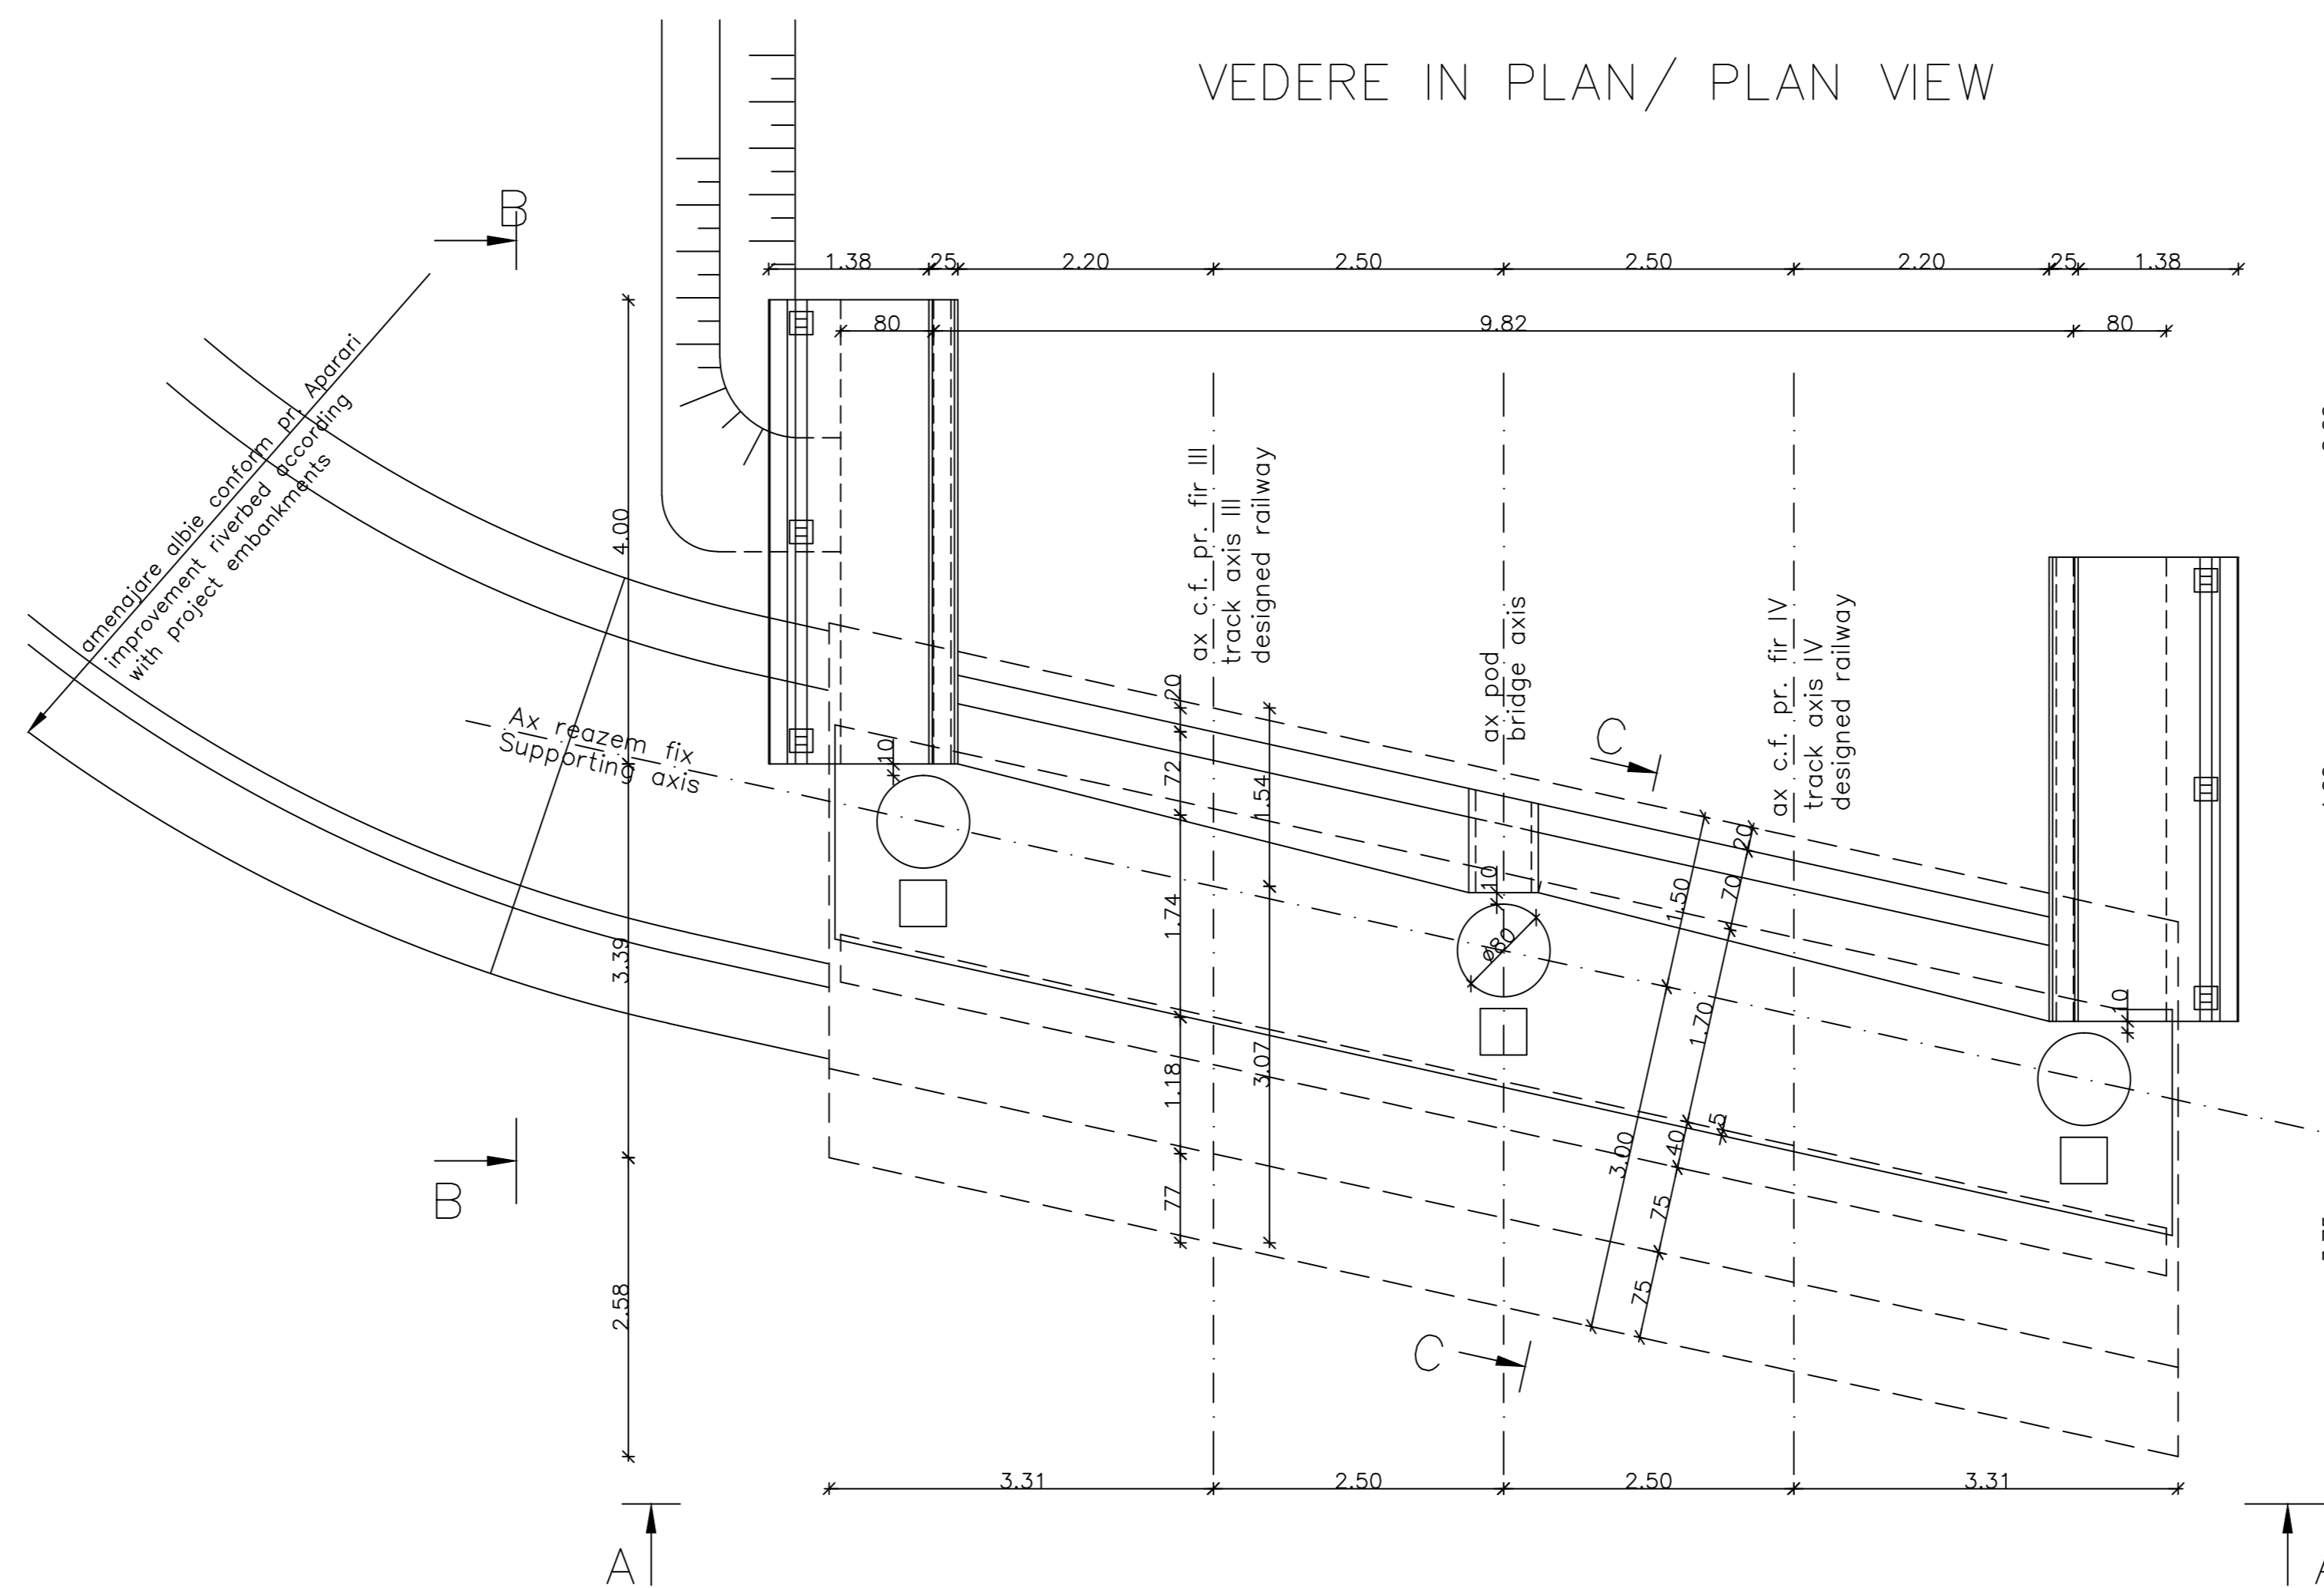 VEDERE IN PLAN/ PLAN VIEW
B
1.38 25 2.20 2.50 2.50 2.20 25 1.38
80 9.82 80
amenajare albie conform pr. Aparari
improvement riverbed according
with project embankments
4.00
3.39
2.58
Ax reazem fix
Supporting axis
10
ax c.f. pr. fir III
track axis III
designed railway
20
72
1.74
1.18
77
1.54
3.07
ax pod
bridge axis
10
ø80
C
ax c.f. pr. fir IV
track axis IV
designed railway
1.50
3.00
20
70
1.70
45
40
75
75
10
B
C
3.31 2.50 2.50 3.31
A